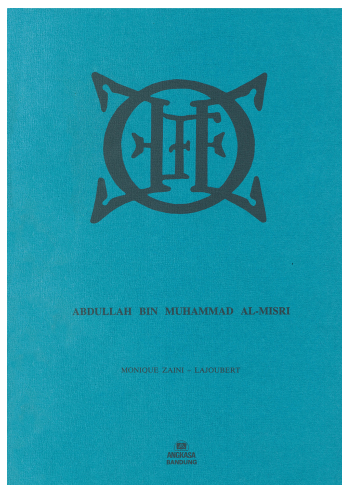 ABDULLAH BIN MUHAMMAD AL-MISRI
MONIQUE ZAINI - LAJOUBERT
ANGKASA
BANDUNG